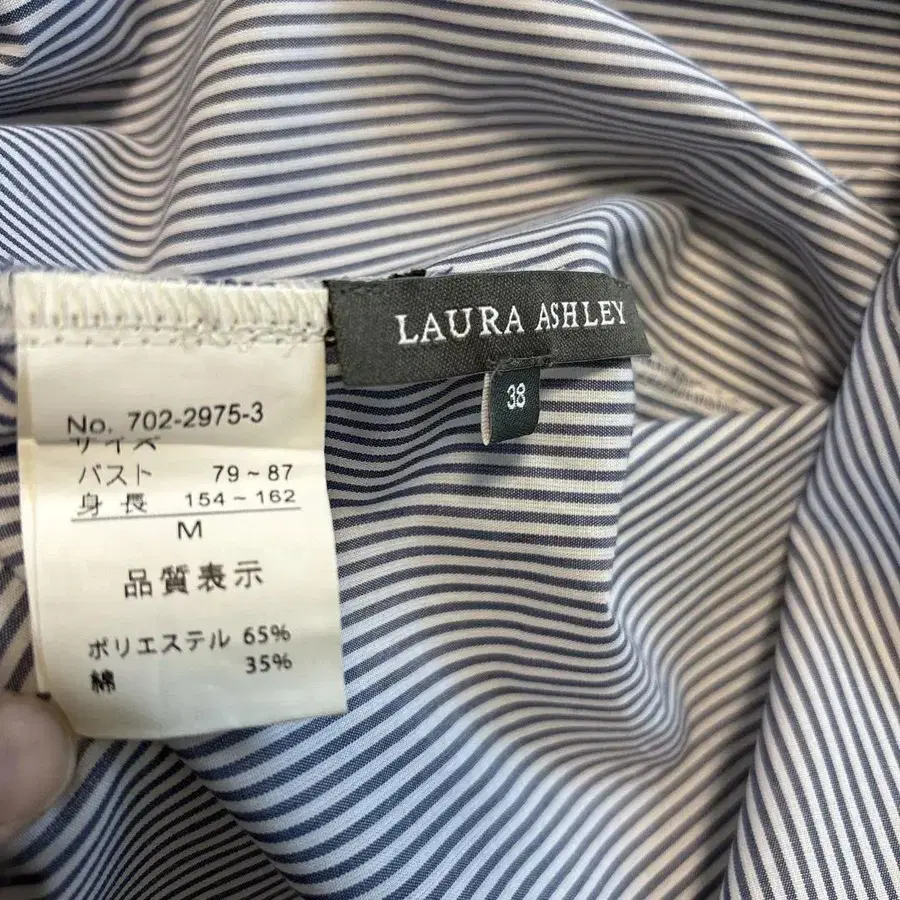 LAURA ASHLEY
38
No. 702-2975-3
サイズ
バスト 79~87
身長 154~162
M
品質表示
ポリエステル 65%
綿 35%